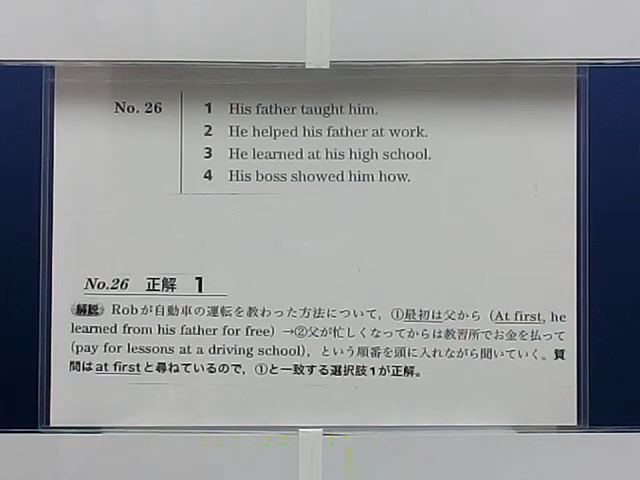 No. 26
1 His father taught him.
2 He helped his father at work.
3 He learned at his high school.
4 His boss showed him how.
No.26 正解 1
解説 Robが自動車の運転を教わった方法について，①最初は父から（At first, he
learned from his father for free）→②父が忙しくなってからは教習所でお金を払って
(pay for lessons at a driving school)，という順番を頭に入れながら聞いていく。質
問はat firstと尋ねているので，①と一致する選択肢1が正解。